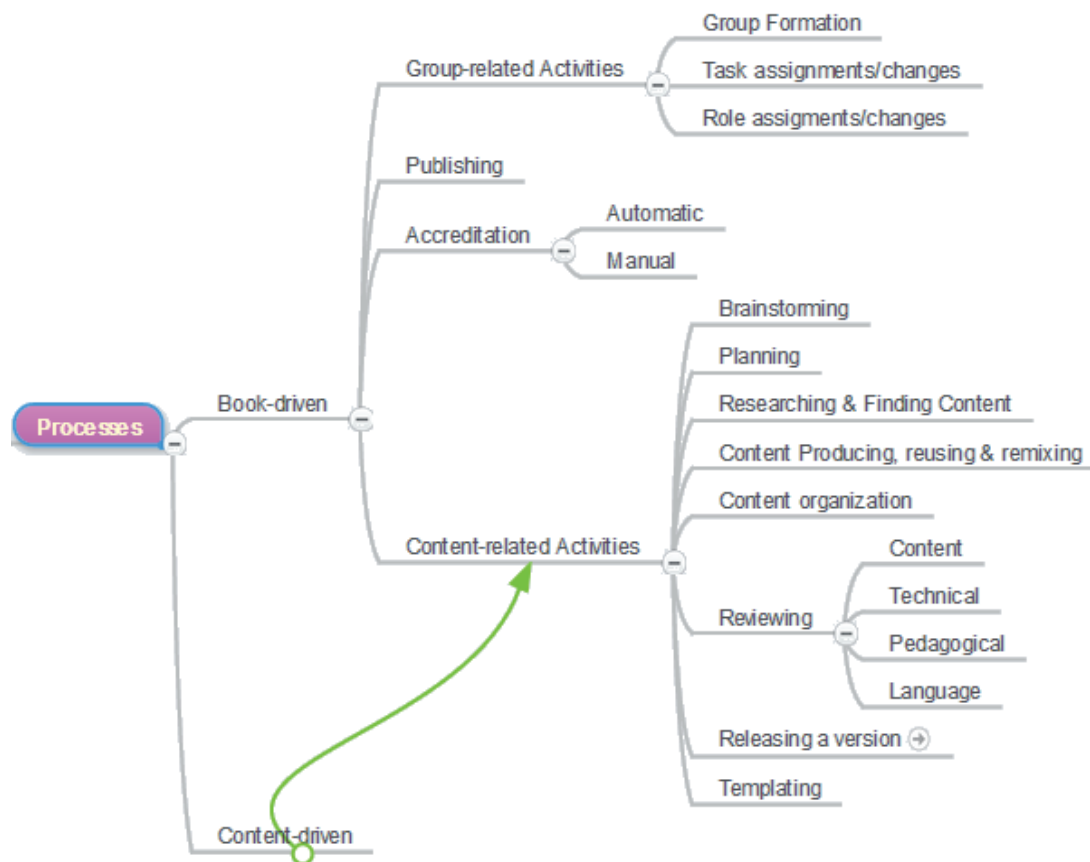 Group Formation
Group-related Activities
Task assignments/changes
Role assigments/changes
Publishing
Automatic
Accreditation
Manual
Brainstorming
Planning
Book-driven
Researching & Finding Content
Processes
Content Producing, reusing & remixing
Content organization
Content-related Activities
Content
Technical
Reviewing
Pedagogical
Language
Releasing a version
Templating
Content-driven